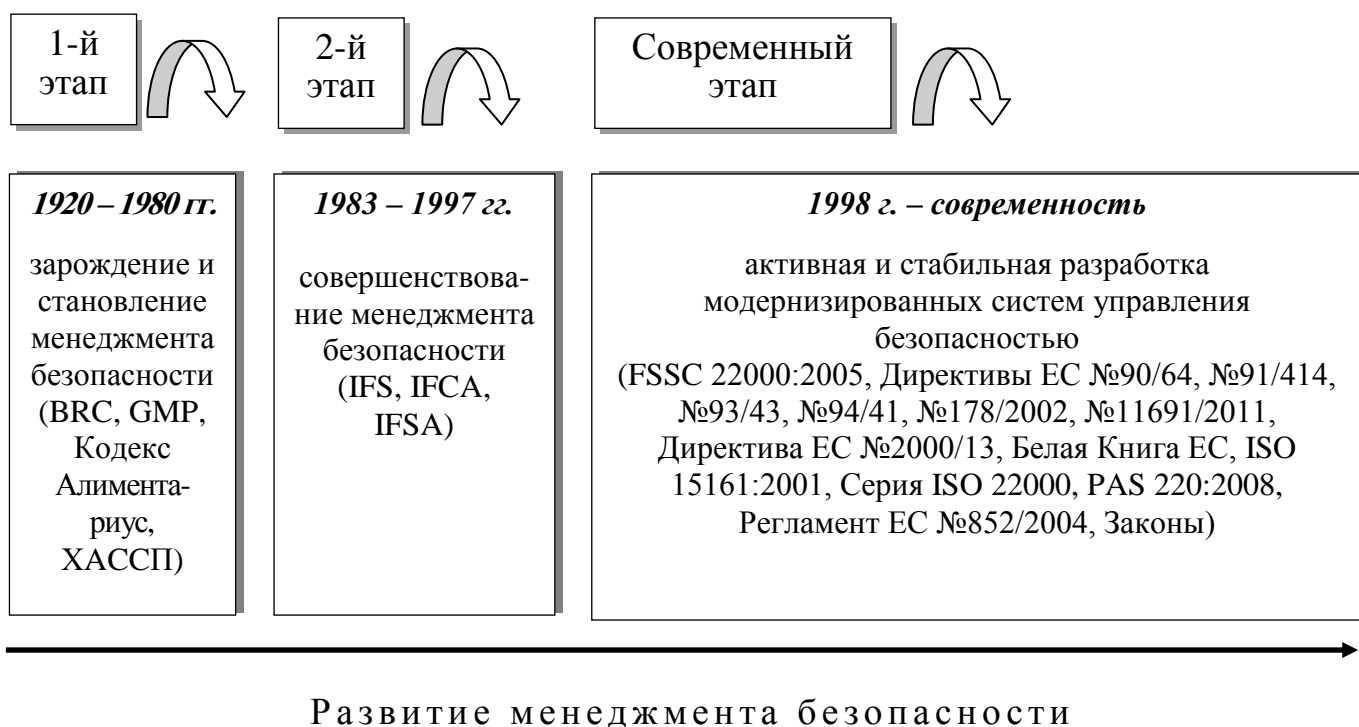 1-й
этап
2-й
этап
Современный
этап
1920 – 1980 гг.
зарождение и
становление
менеджмента
безопасности
(BRC, GMP,
Кодекс
Алимента-
риус,
ХАССП)
1983 – 1997 гг.
совершенствова-
ние менеджмента
безопасности
(IFS, IFCA,
IFSA)
1998 г. – современность
активная и стабильная разработка
модернизированных систем управления
безопасностью
(FSSC 22000:2005, Директивы ЕС №90/64, №91/414,
№93/43, №94/41, №178/2002, №11691/2011,
Директива ЕС №2000/13, Белая Книга ЕС, ISO
15161:2001, Серия ISO 22000, PAS 220:2008,
Регламент ЕС №852/2004, Законы)
Развитие менеджмента безопасности